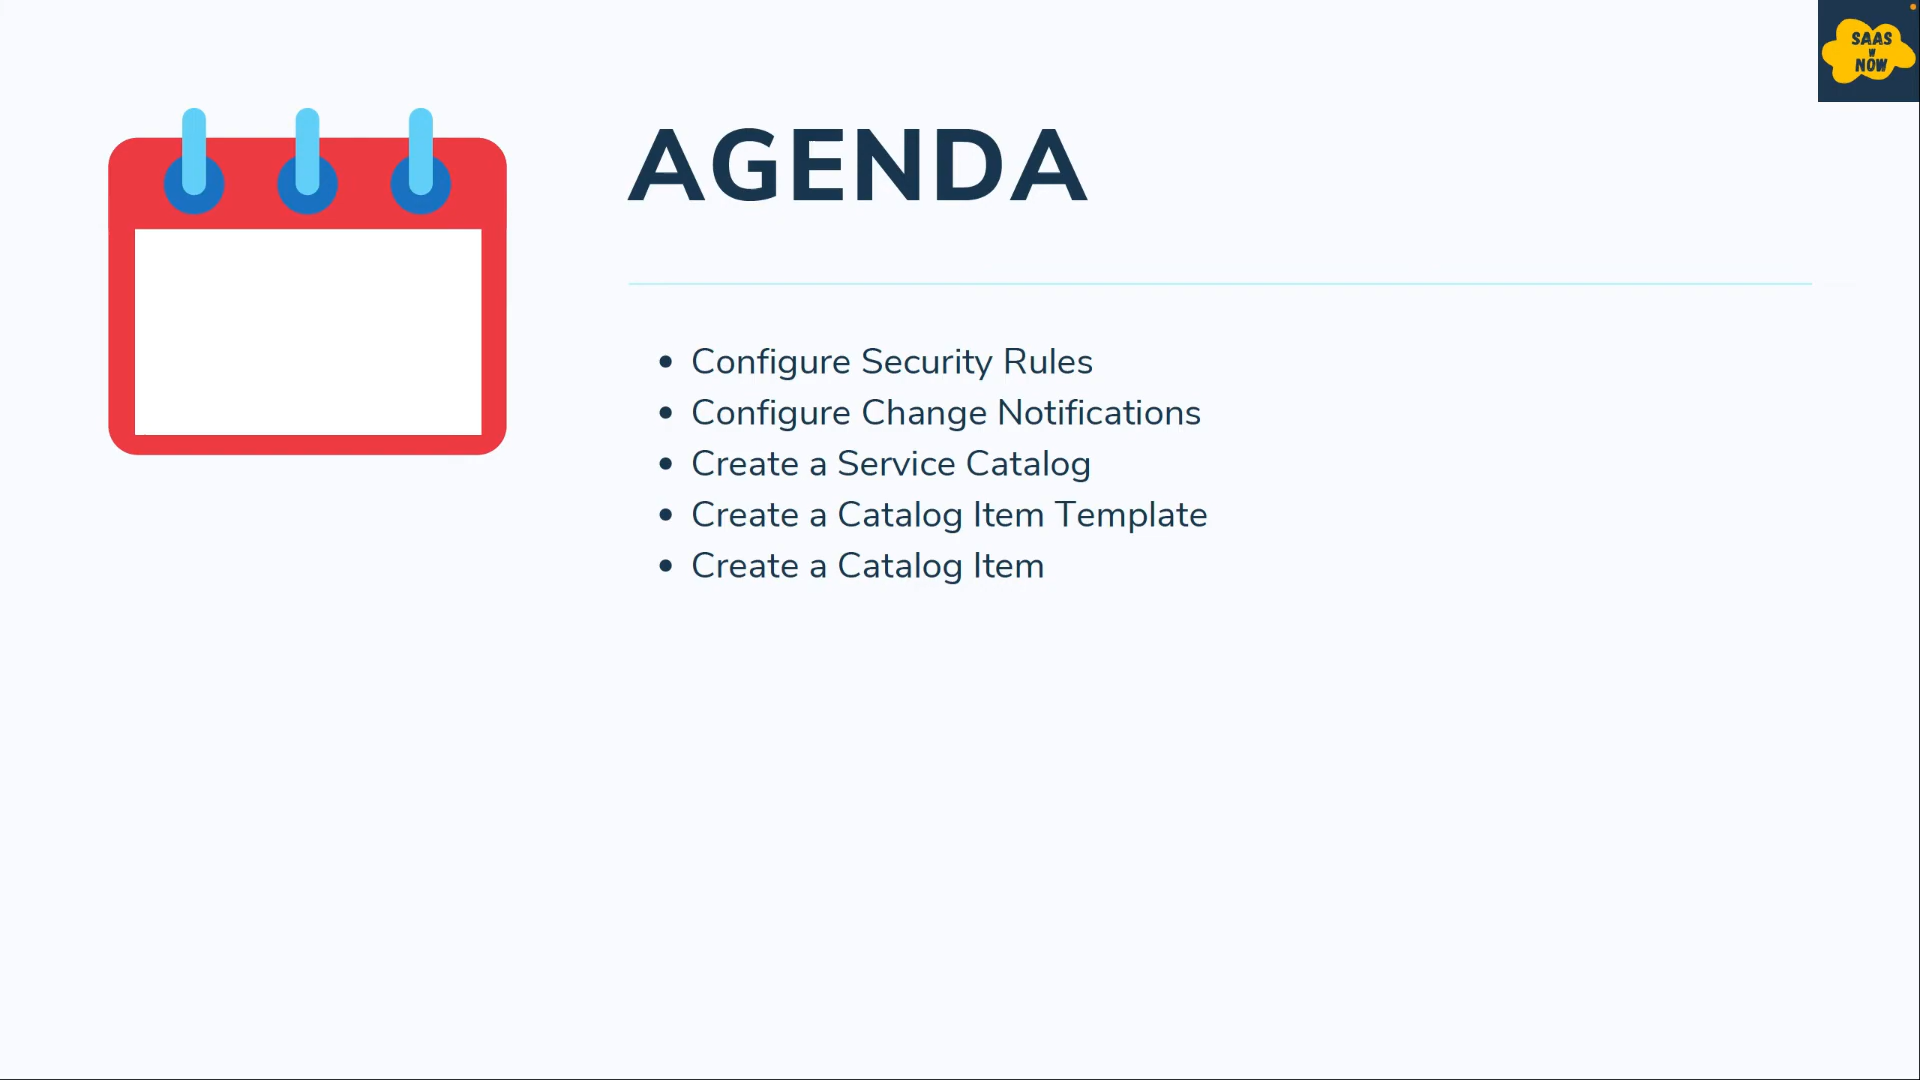 SAAS
W
NOW
AGENDA
• Configure Security Rules
• Configure Change Notifications
• Create a Service Catalog
• Create a Catalog Item Template
• Create a Catalog Item